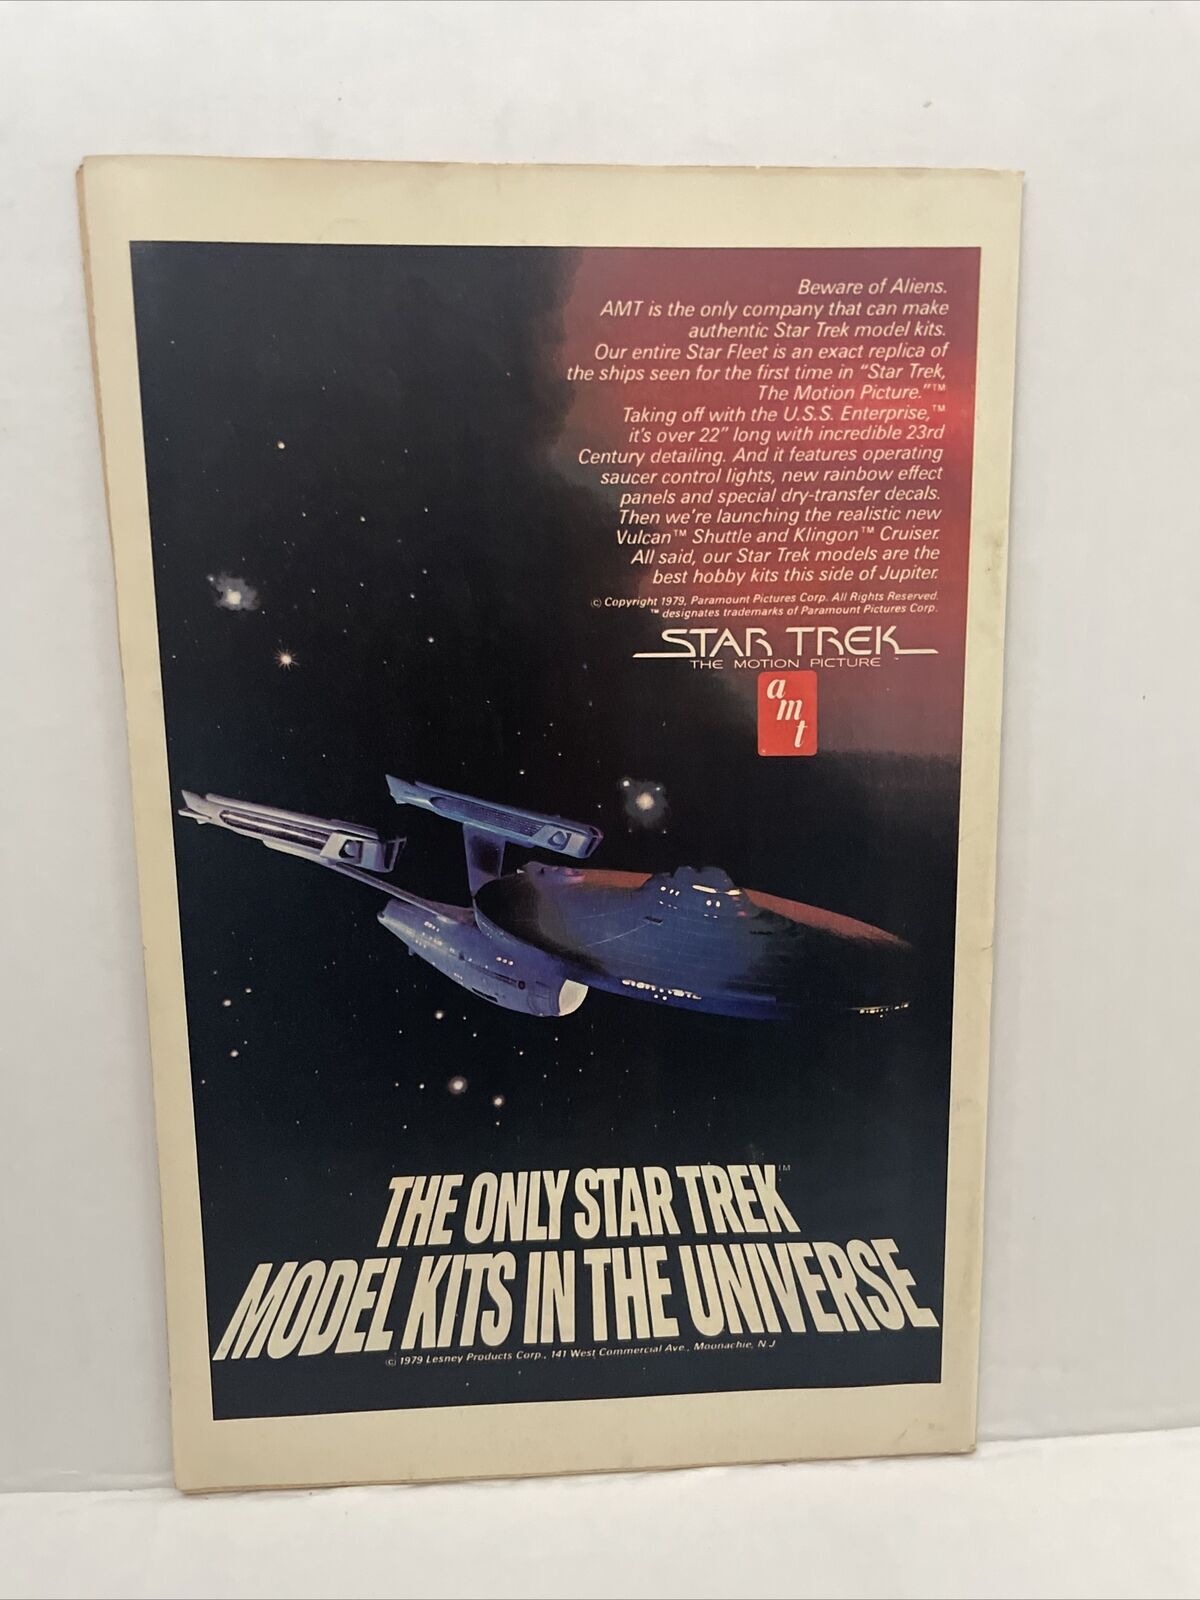 Beware of Aliens.
AMT is the only company that can make
authentic Star Trek model kits.
Our entire Star Fleet is an exact replica of
the ships seen for the first time in “Star Trek,
The Motion Picture.”™
Taking off with the U.S.S. Enterprise,™
it's over 22” long with incredible 23rd
Century detailing. And it features operating
saucer control lights, new rainbow effect
panels and special dry-transfer decals.
Then we're launching the realistic new
Vulcan™ Shuttle and Klingon™ Cruiser.
All said, our Star Trek models are the
best hobby kits this side of Jupiter.
© Copyright 1979, Paramount Pictures Corp. All Rights Reserved.
™ designates trademarks of Paramount Pictures Corp.
STAR TREK
THE MOTION PICTURE™
amt
THE ONLY STAR TREK™
MODEL KITS IN THE UNIVERSE
© 1979 Lesney Products Corp., 141 West Commercial Ave., Moonachie, N.J.